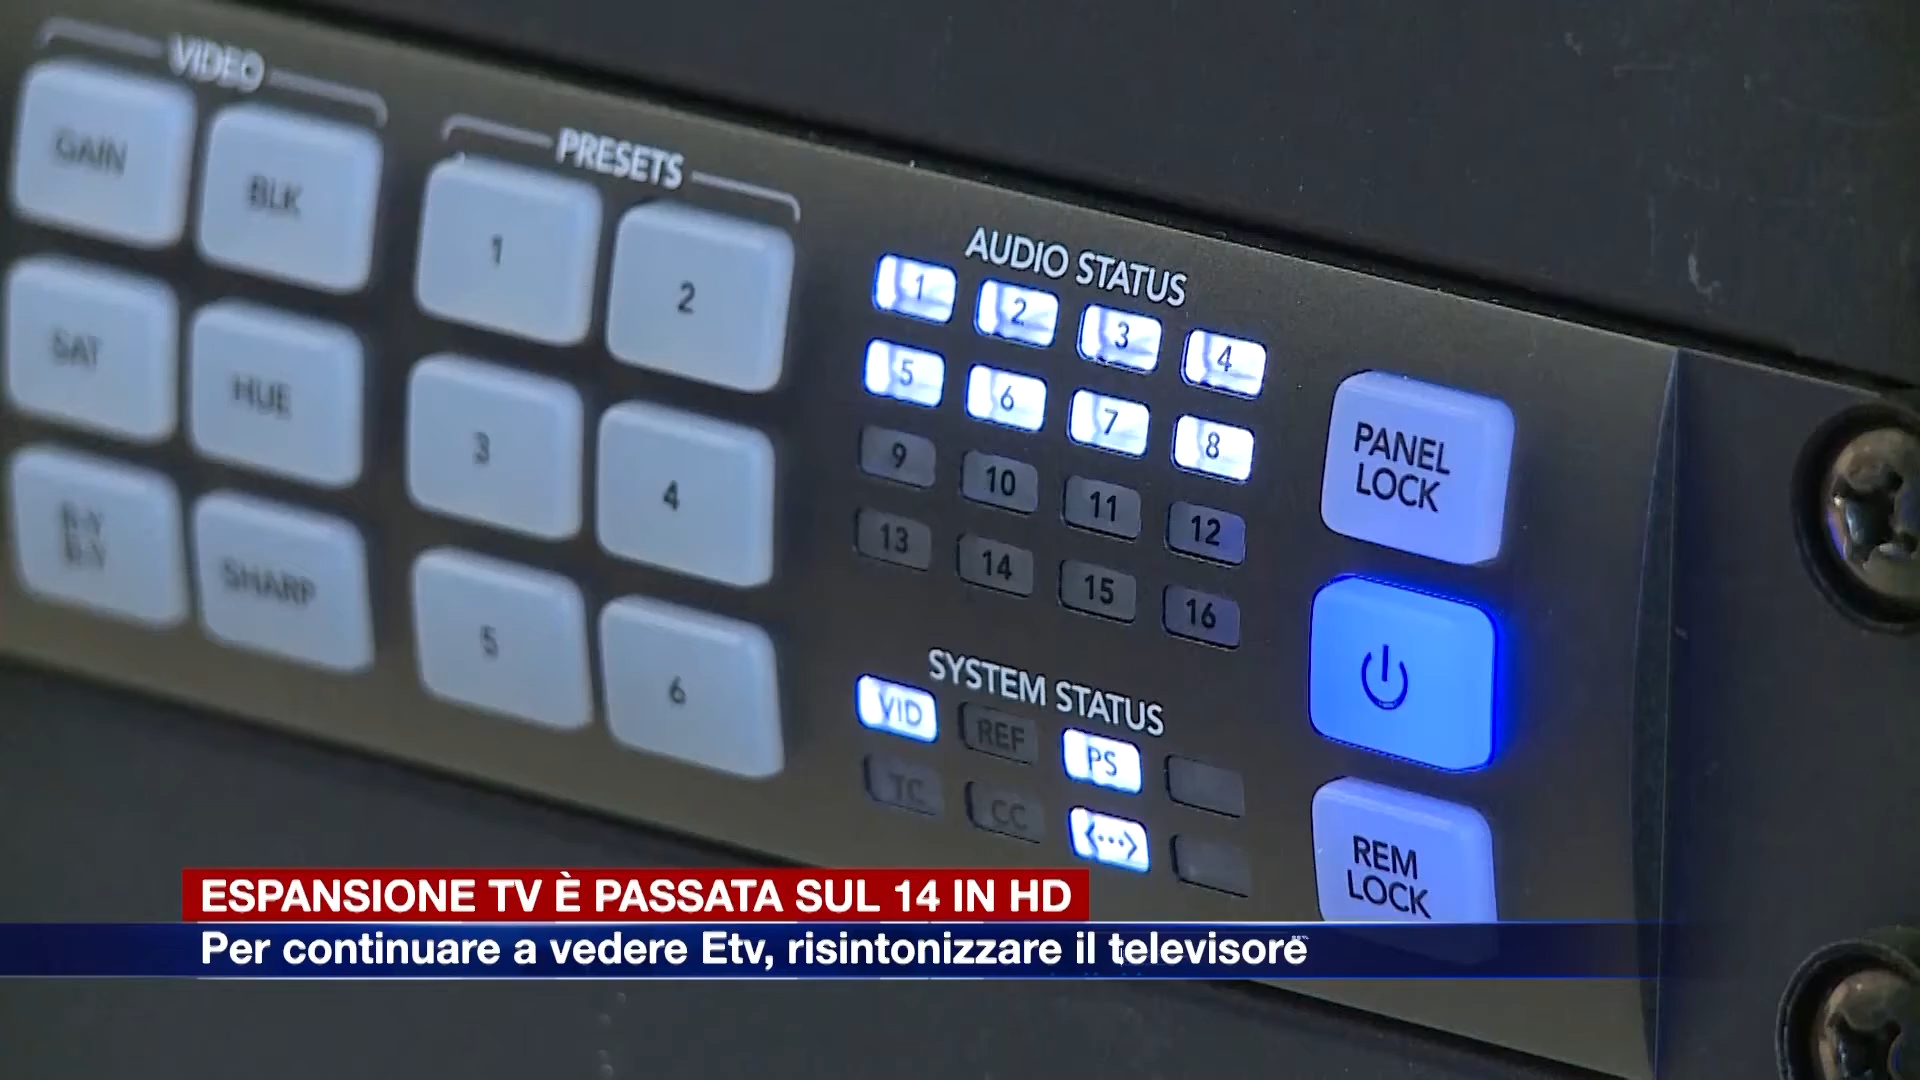 VIDEO
GAIN
BLK
SAT
HUE
R-Y
B-Y
SHARP
PRESETS
1
2
3
4
5
6
AUDIO STATUS
1 2 3 4
5 6 7 8
9 10 11 12
13 14 15 16
SYSTEM STATUS
VID REF PS
TC CC <···>
PANEL
LOCK
REM
LOCK
ESPANSIONE TV È PASSATA SUL 14 IN HD
Per continuare a vedere Etv, risintonizzare il televisore